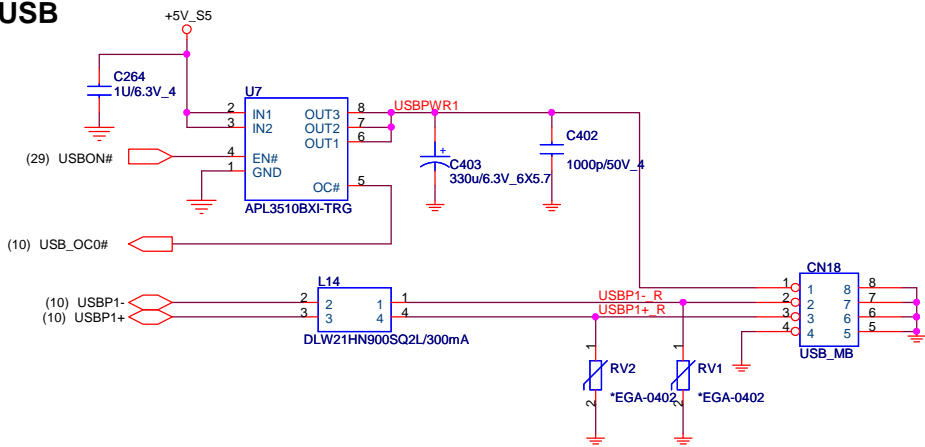 USB
+5V_S5
C264
1U/6.3V_4
U7
2 IN1 OUT3 8 USBPWR1
3 IN2 OUT2 7
OUT1 6
(29) USBON# 4 EN#
1 GND
OC# 5
APL3510BXI-TRG
+
C403
330u/6.3V_6X5.7
C402
1000p/50V_4
(10) USB_OC0#
L14
(10) USBP1- 2 2 1 1 USBP1-_R
(10) USBP1+ 3 3 4 4 USBP1+_R
DLW21HN900SQ2L/300mA
CN18
1 1 8 8
2 2 7 7
3 3 6 6
4 4 5 5
USB_MB
1 RV2 2 *EGA-0402
1 RV1 2 *EGA-0402